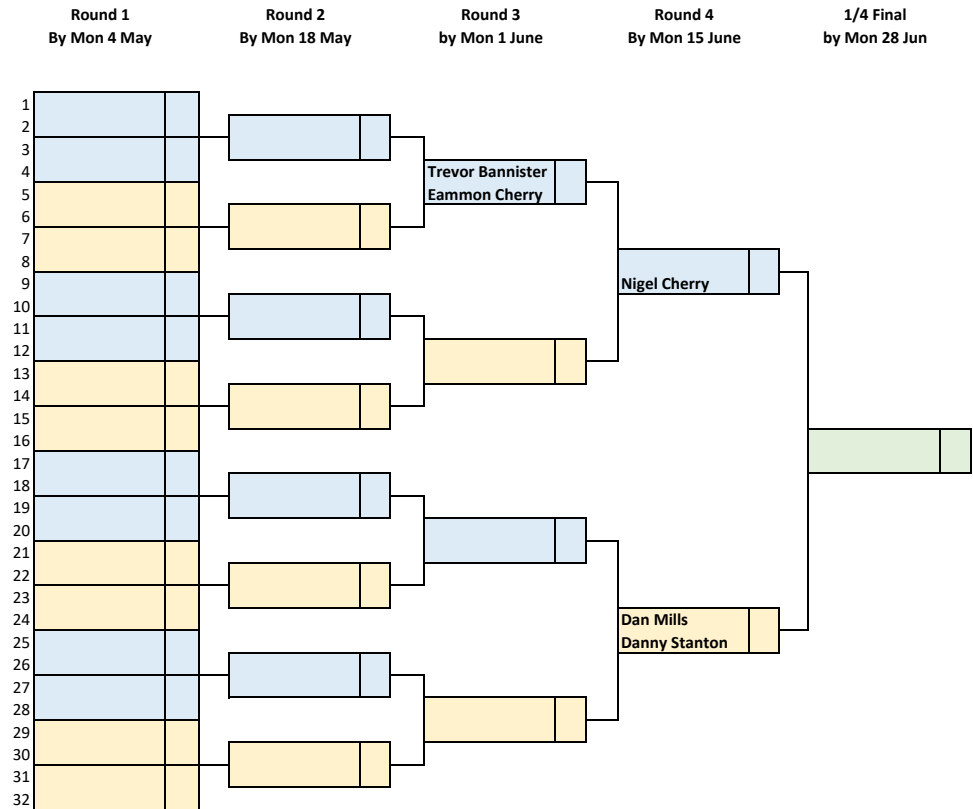 Round 1
By Mon 4 May
Round 2
By Mon 18 May
Round 3
by Mon 1 June
Round 4
By Mon 15 June
1/4 Final
by Mon 28 Jun
1
2
3
4
5
6
7
8
9
10
11
12
13
14
15
16
17
18
19
20
21
22
23
24
25
26
27
28
29
30
31
32
Trevor Bannister
Eammon Cherry
Nigel Cherry
Dan Mills
Danny Stanton